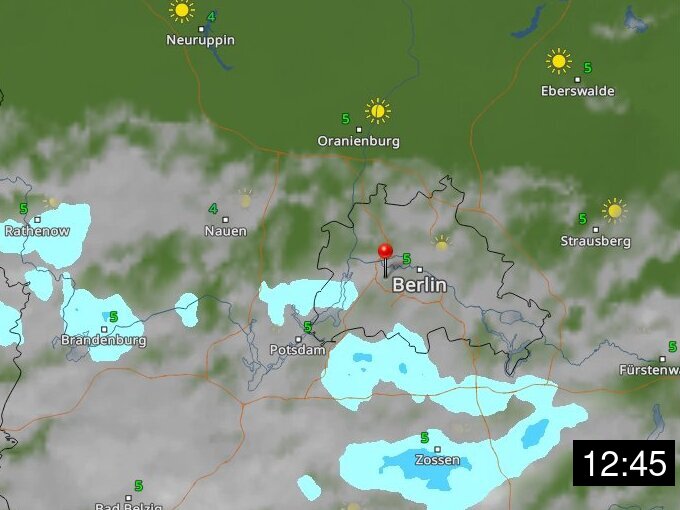 4
Neuruppin
5
Eberswalde
5
Oranienburg
5
Rathenow
4
Nauen
5
Strausberg
5
Berlin
5
Brandenburg
5
Potsdam
5
Fürstenwa
5
Zossen
12:45
5
Bad Belzig